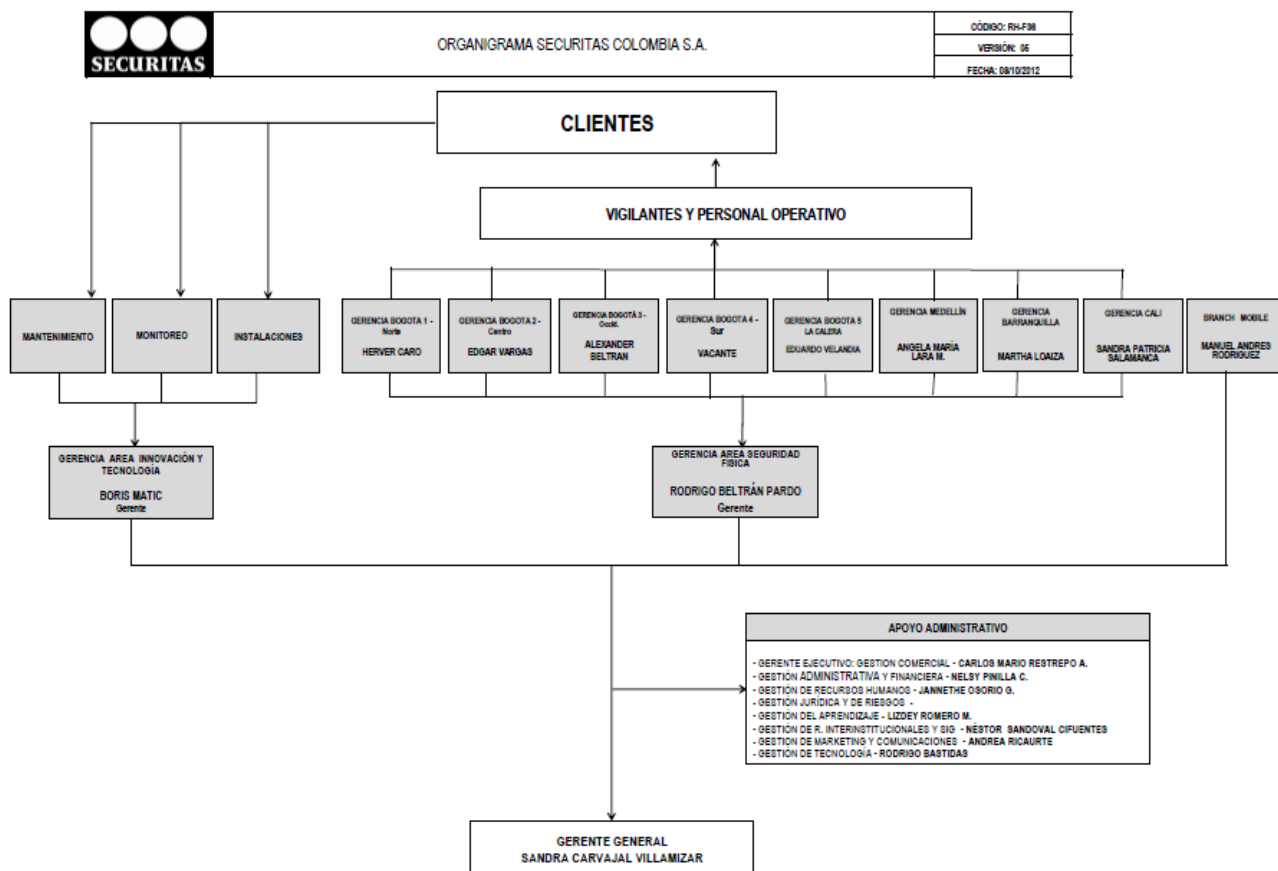 SECURITAS
ORGANIGRAMA SECURITAS COLOMBIA S.A.
CÓDIGO: RH-F36
VERSIÓN: 05
FECHA: 08/10/2012
CLIENTES
VIGILANTES Y PERSONAL OPERATIVO
MANTENIMIENTO
MONITOREO
INSTALACIONES
GERENCIA BOGOTA 1 -
Norte
HERVER CARO
GERENCIA BOGOTA 2 -
Centro
EDGAR VARGAS
GERENCIA BOGOTÁ 3 -
Occid.
ALEXANDER
BELTRAN
GERENCIA BOGOTA 4 -
Sur
VACANTE
GERENCIA BOGOTA 5
LA CALERA
EDUARDO VELANDIA
GERENCIA MEDELLÍN
ANGELA MARÍA
LARA M.
GERENCIA
BARRANQUILLA
MARTHA LOAIZA
GERENCIA CALI
SANDRA PATRICIA
SALAMANCA
BRANCH MOBILE
MANUEL ANDRES
RODRIGUEZ
GERENCIA AREA INNOVACIÓN Y
TECNOLOGÍA
BORIS MATIC
Gerente
GERENCIA AREA SEGURIDAD
FISICA
RODRIGO BELTRÁN PARDO
Gerente
APOYO ADMINISTRATIVO
- GERENTE EJECUTIVO: GESTION COMERCIAL - CARLOS MARIO RESTREPO A.
- GESTIÓN ADMINISTRATIVA Y FINANCIERA - NELSY PINILLA C.
- GESTIÓN DE RECURSOS HUMANOS - JANNETHE OSORIO G.
- GESTIÓN JURÍDICA Y DE RIESGOS -
- GESTIÓN DEL APRENDIZAJE - LIZDEY ROMERO M.
- GESTIÓN DE R. INTERINSTITUCIONALES Y SIG - NÉSTOR SANDOVAL CIFUENTES
- GESTIÓN DE MARKETING Y COMUNICACIONES - ANDREA RICAURTE
- GESTIÓN DE TECNOLOGÍA - RODRIGO BASTIDAS
GERENTE GENERAL
SANDRA CARVAJAL VILLAMIZAR